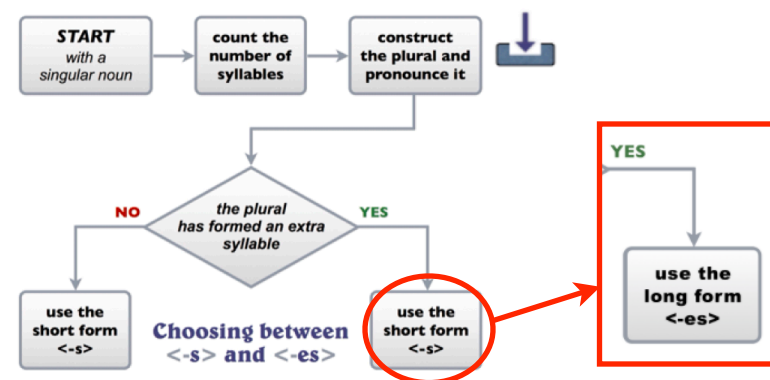 START
with a
singular noun
count the
number of
syllables
construct
the plural and
pronounce it
the plural
has formed an extra
syllable
NO
YES
use the
short form
<-s>
Choosing between
<-s> and <-es>
use the
short form
<-s>
YES
use the
long form
<-es>